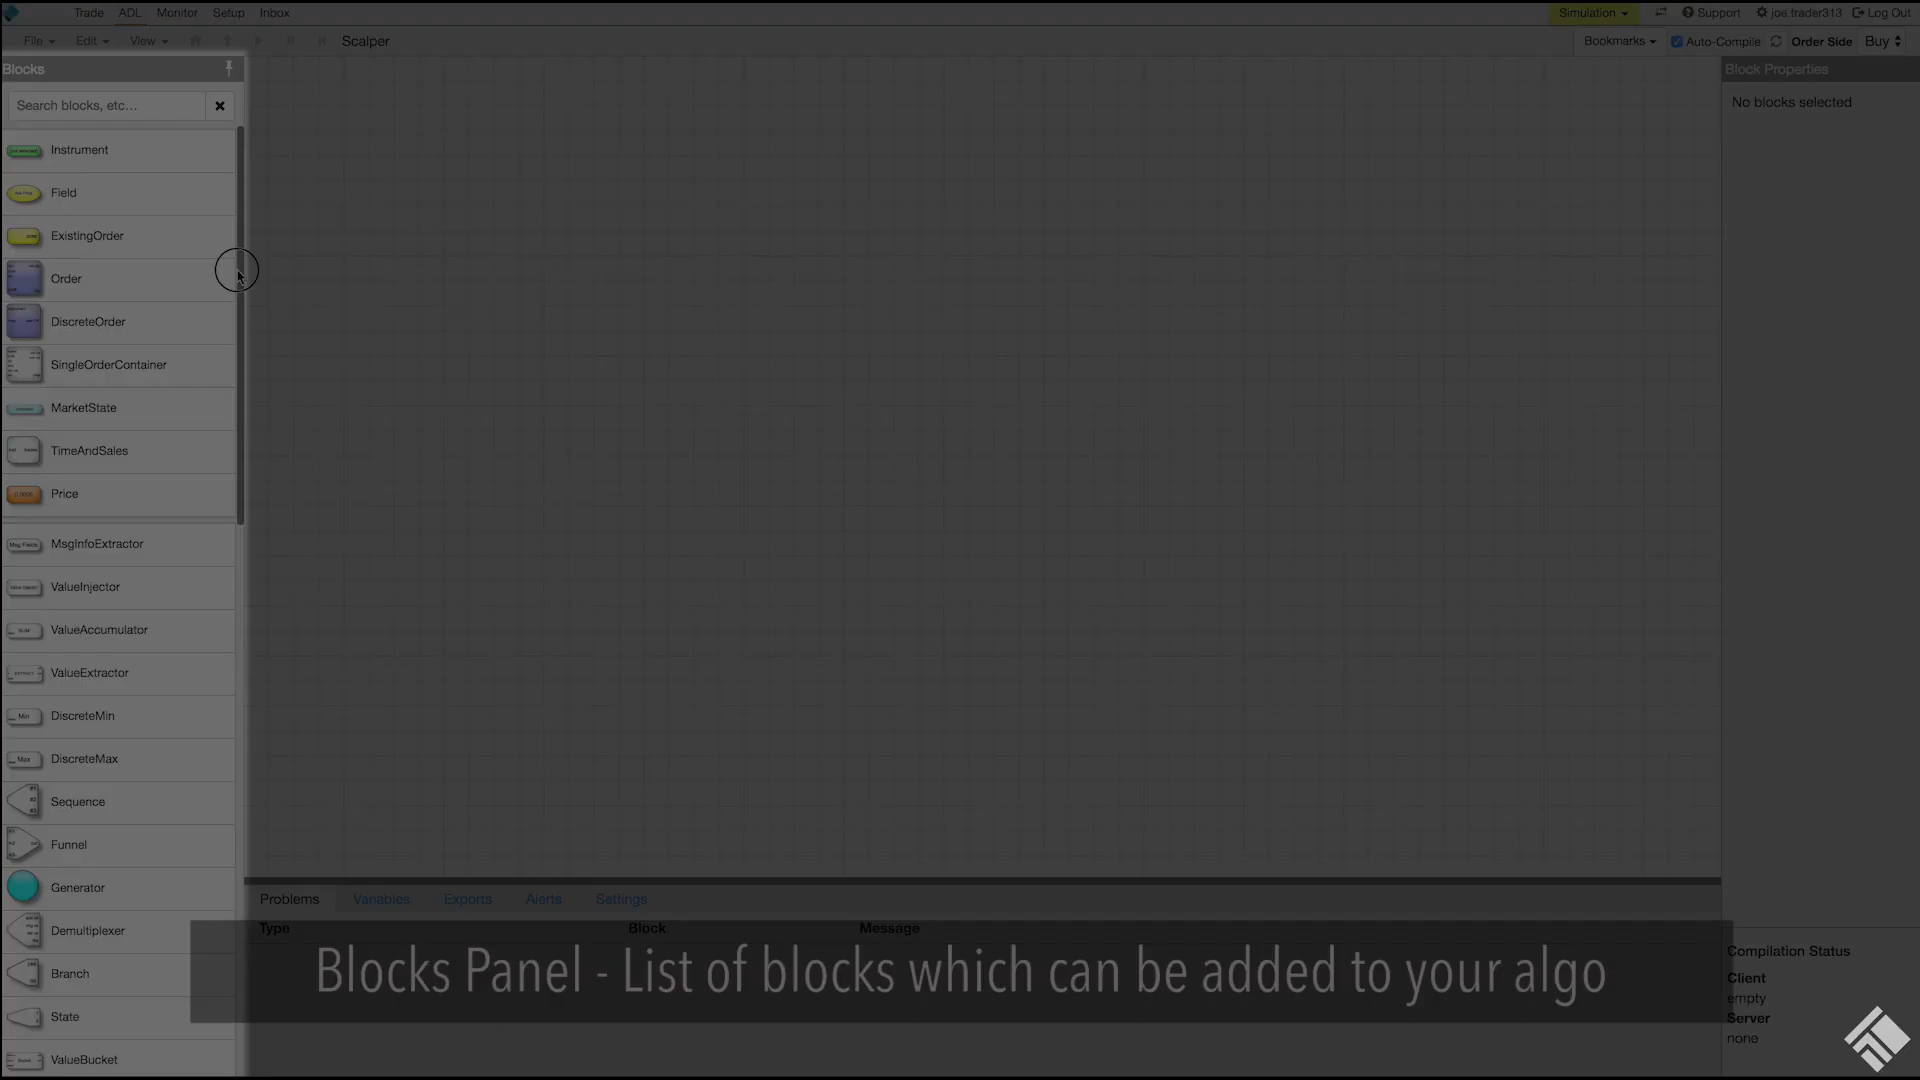 Trade ADL Monitor Setup Inbox Simulation Support joe.trader313 Log Out
File Edit View Scalper Bookmarks Auto-Compile Order Side Buy
Blocks
Block Properties
Search blocks, etc...
No blocks selected
Instrument
Field
ExistingOrder
Order
DiscreteOrder
SingleOrderContainer
MarketState
TimeAndSales
Price
MsgInfoExtractor
ValueInjector
ValueAccumulator
ValueExtractor
DiscreteMin
DiscreteMax
Sequence
Funnel
Generator
Demultiplexer
Branch
State
ValueBucket
Problems Variables Exports Alerts Settings
Type Block Message
Blocks Panel - List of blocks which can be added to your algo
Compilation Status
Client
empty
Server
none